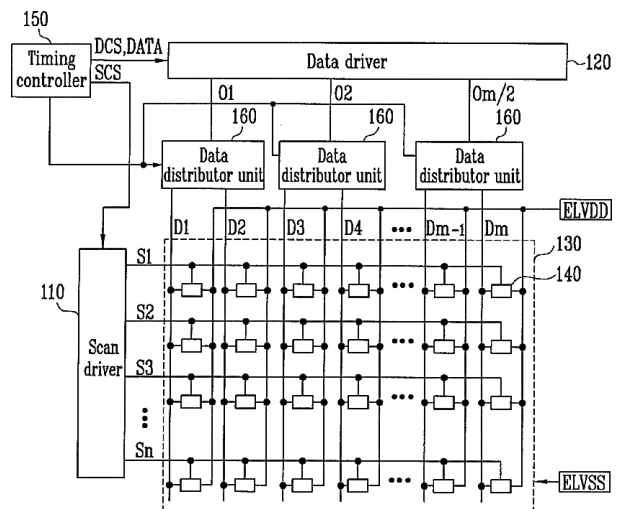 150
Timing
controller
DCS,DATA
SCS
Data driver
120
O1
O2
Om/2
160
160
160
Data
distributor unit
Data
distributor unit
Data
distributor unit
ELVDD
D1
D2
D3
D4
Dm-1
Dm
130
140
110
Scan
driver
S1
S2
S3
Sn
ELVSS